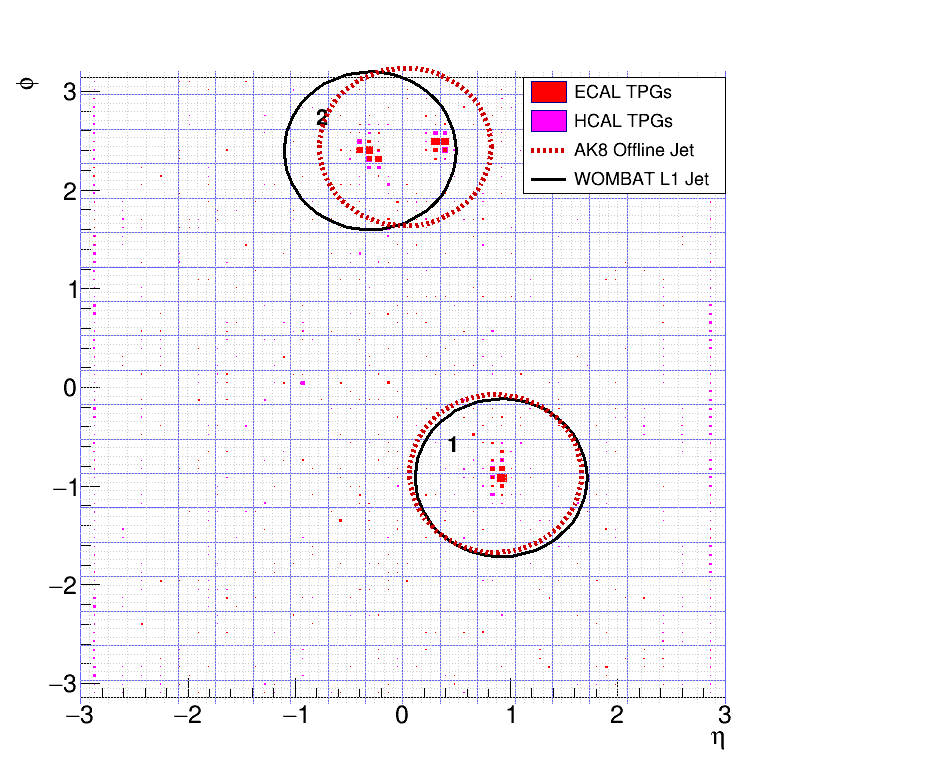 ϕ
3
2
1
0
−1
−2
−3
2
1
ECAL TPGs
HCAL TPGs
AK8 Offline Jet
WOMBAT L1 Jet
−3 −2 −1 0 1 2 3
η